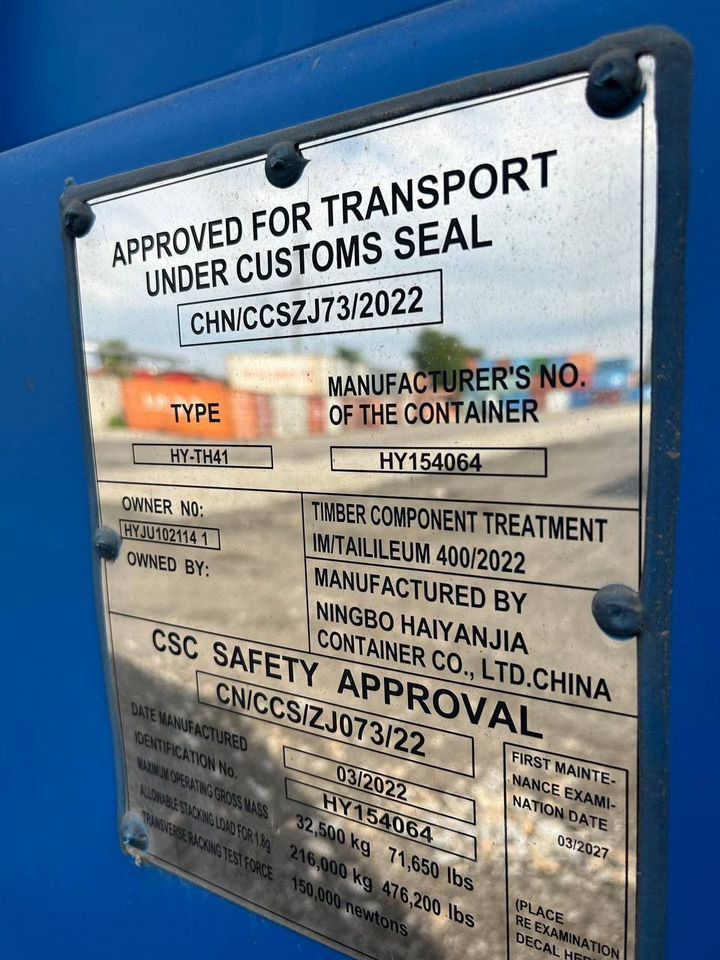 APPROVED FOR TRANSPORT
UNDER CUSTOMS SEAL
CHN/CCSZJ73/2022
TYPE
HY-TH41
MANUFACTURER'S NO.
OF THE CONTAINER
HY154064
OWNER N0:
HYJU102114 1
OWNED BY:
TIMBER COMPONENT TREATMENT
IM/TAILILEUM 400/2022
MANUFACTURED BY
NINGBO HAIYANJIA
CONTAINER CO., LTD.CHINA
CSC SAFETY APPROVAL
CN/CCS/ZJ073/22
DATE MANUFACTURED 03/2022
IDENTIFICATION No. HY154064
MAXIMUM OPERATING GROSS MASS 32,500 kg 71,650 lbs
ALLOWABLE STACKING LOAD FOR 1.8g 216,000 kg 476,200 lbs
TRANSVERSE RACKING TEST FORCE 150,000 newtons
FIRST MAINTE-
NANCE EXAMI-
NATION DATE
03/2027
(PLACE
RE EXAMINATION
DECAL HERE